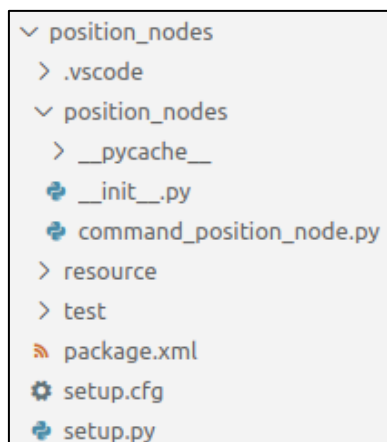 position_nodes
.vscode
position_nodes
__pycache__
__init__.py
command_position_node.py
resource
test
package.xml
setup.cfg
setup.py